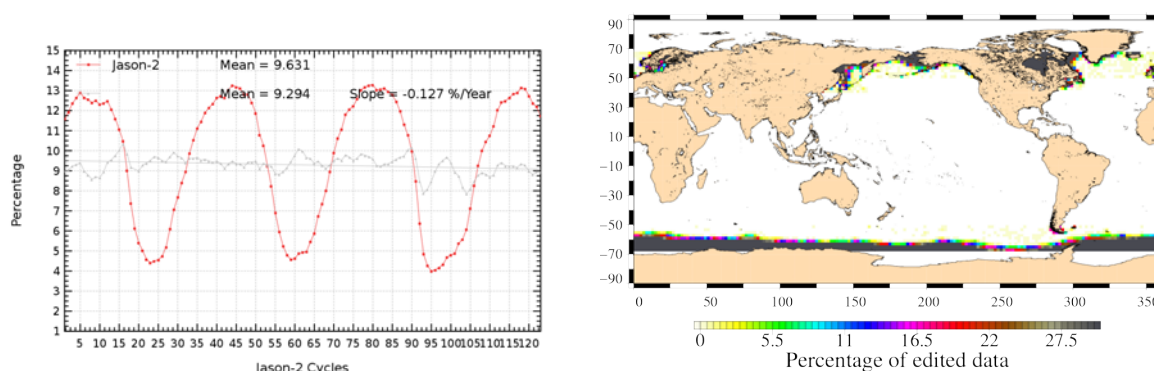 15
14
13
12
11
10
9
8
7
6
5
4
3
2
1
Percentage
Jason-2
Mean = 9.631
Mean = 9.294
Slope = -0.127 %/Year
5 10 15 20 25 30 35 40 45 50 55 60 65 70 75 80 85 90 95 100 105 110 115 120
Jason-2 Cycles
90
70
50
30
10
−10
−30
−50
−70
−90
0 50 100 150 200 250 300 350
0 5.5 11 16.5 22 27.5
Percentage of edited data